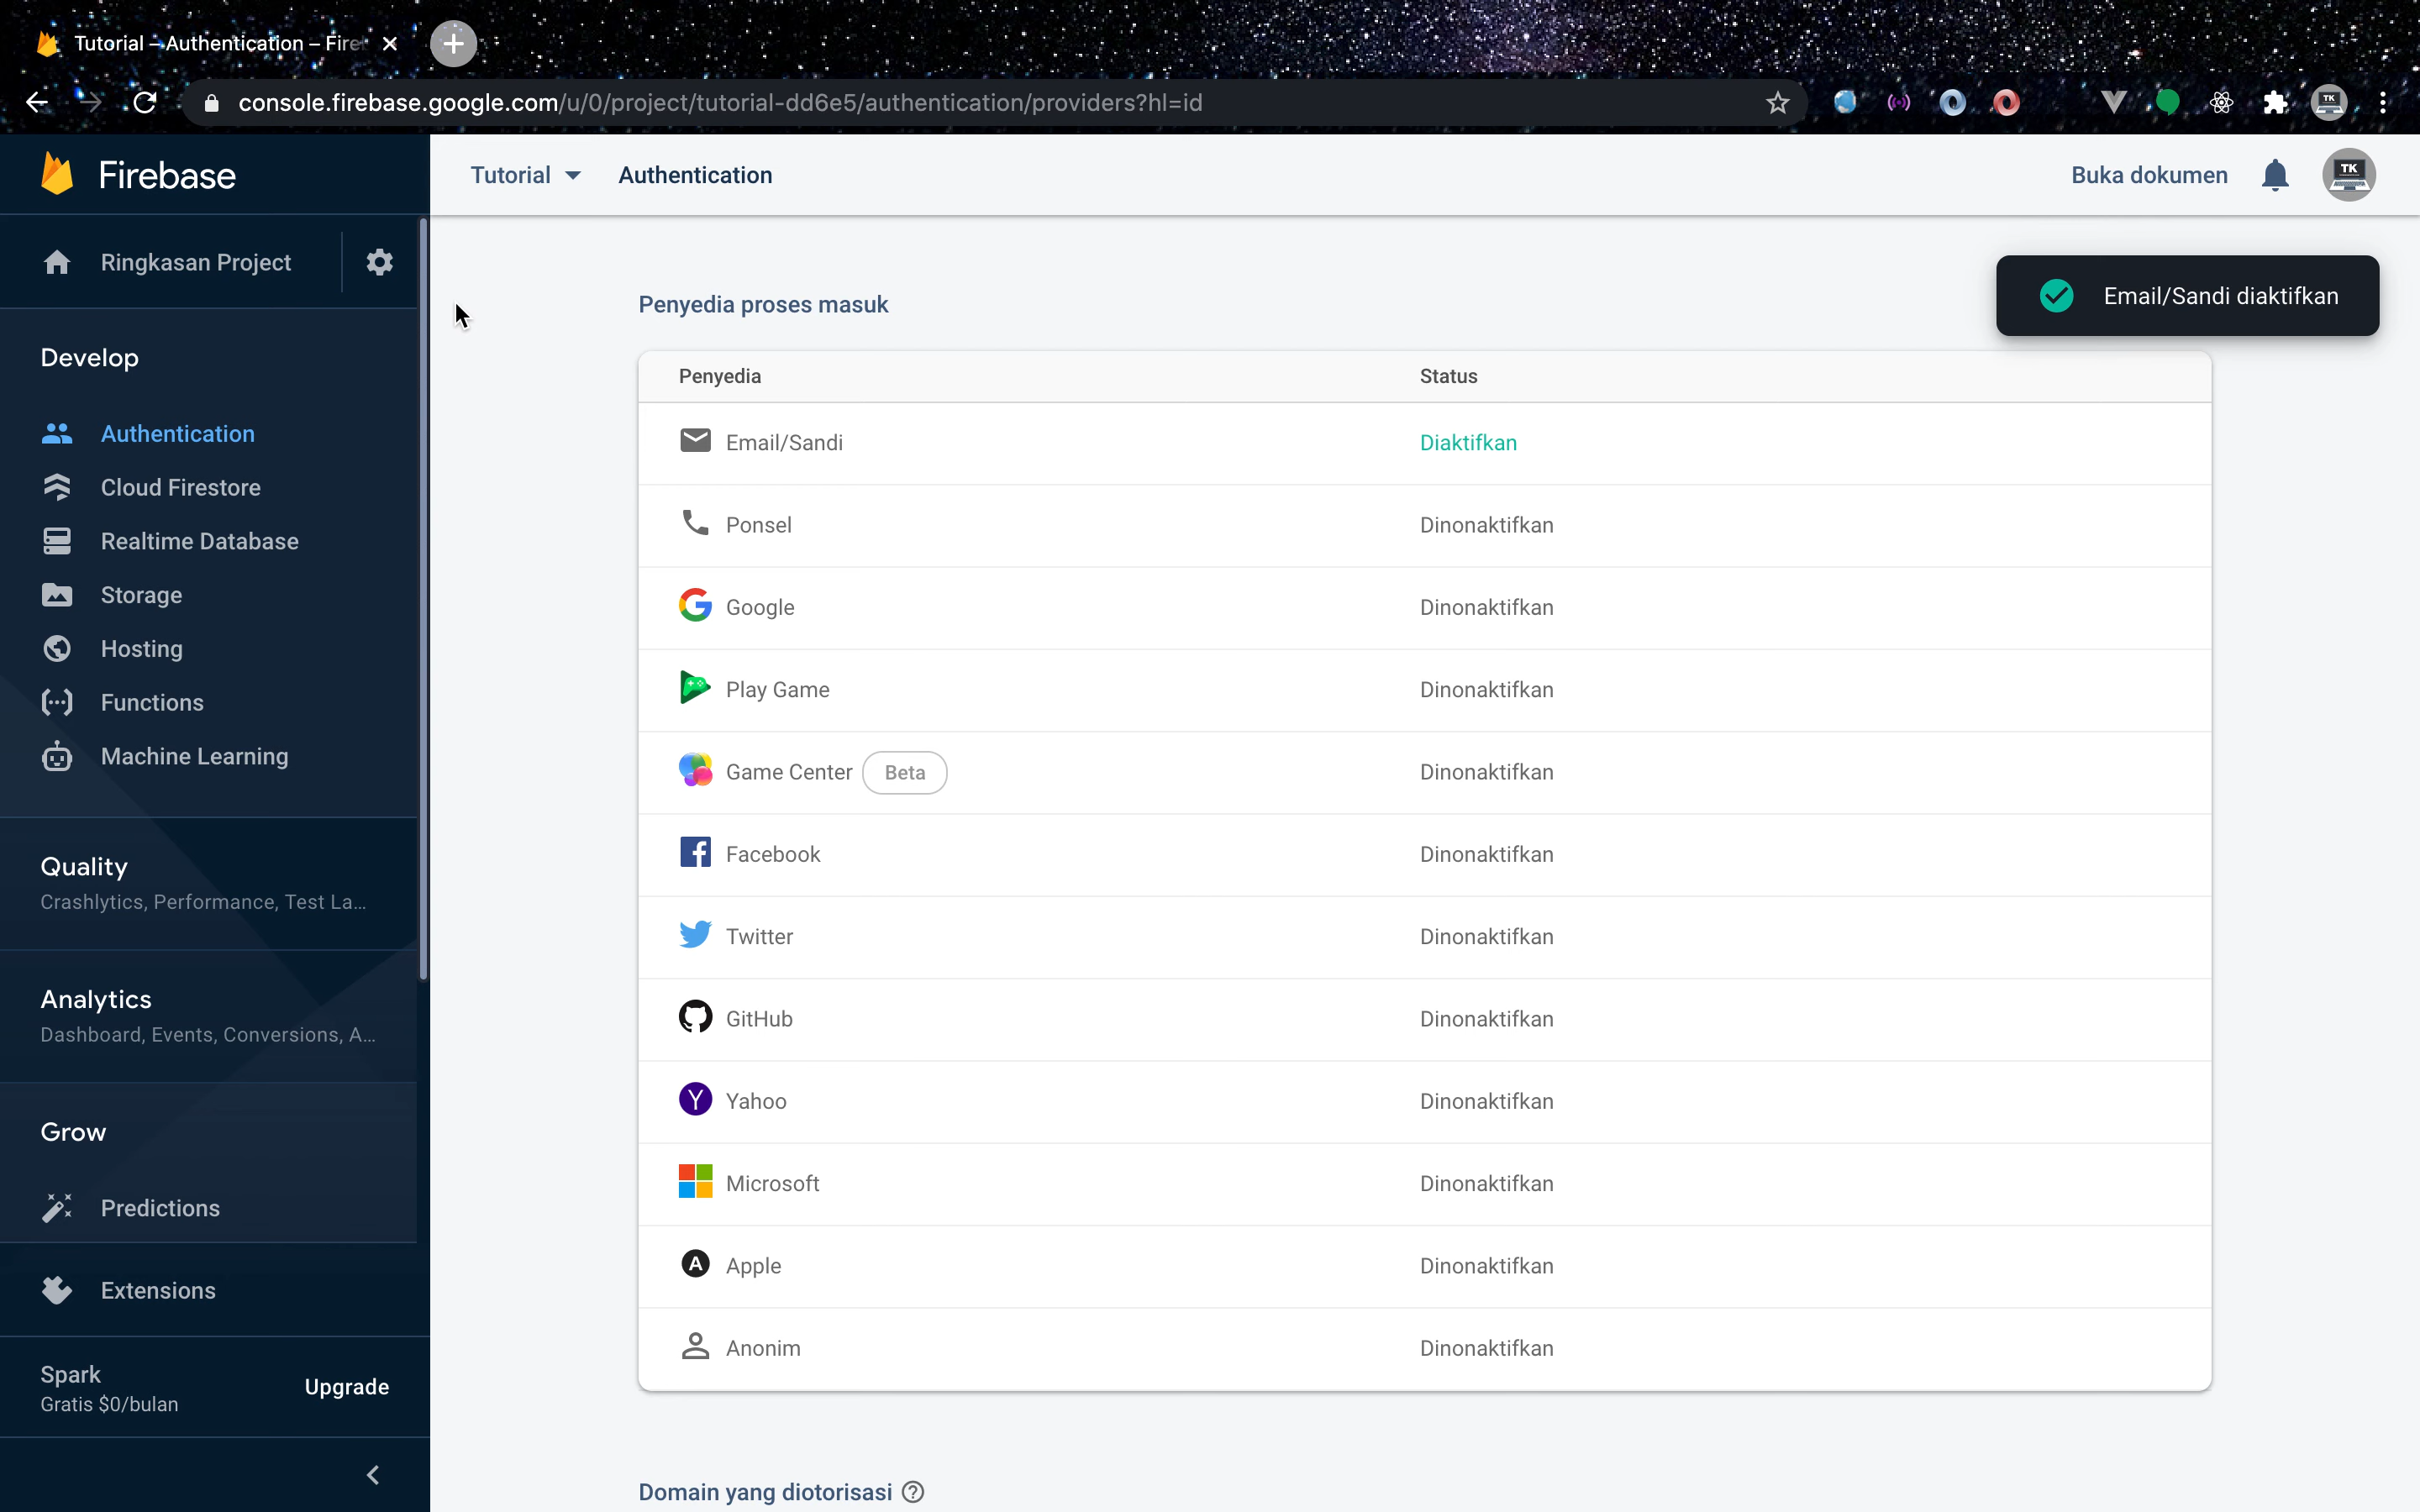 Tutorial – Authentication – Fire
console.firebase.google.com/u/0/project/tutorial-dd6e5/authentication/providers?hl=id
TK
Firebase
Tutorial
Authentication
Buka dokumen
TK
Ringkasan Project
Develop
Authentication
Cloud Firestore
Realtime Database
Storage
Hosting
Functions
Machine Learning
Quality
Crashlytics, Performance, Test La...
Analytics
Dashboard, Events, Conversions, A...
Grow
Predictions
Extensions
Spark
Gratis $0/bulan
Upgrade
Email/Sandi diaktifkan
Penyedia proses masuk
Penyedia Status
Email/Sandi Diaktifkan
Ponsel Dinonaktifkan
Google Dinonaktifkan
Play Game Dinonaktifkan
Game Center Beta Dinonaktifkan
Facebook Dinonaktifkan
Twitter Dinonaktifkan
GitHub Dinonaktifkan
Yahoo Dinonaktifkan
Microsoft Dinonaktifkan
Apple Dinonaktifkan
Anonim Dinonaktifkan
Domain yang diotorisasi